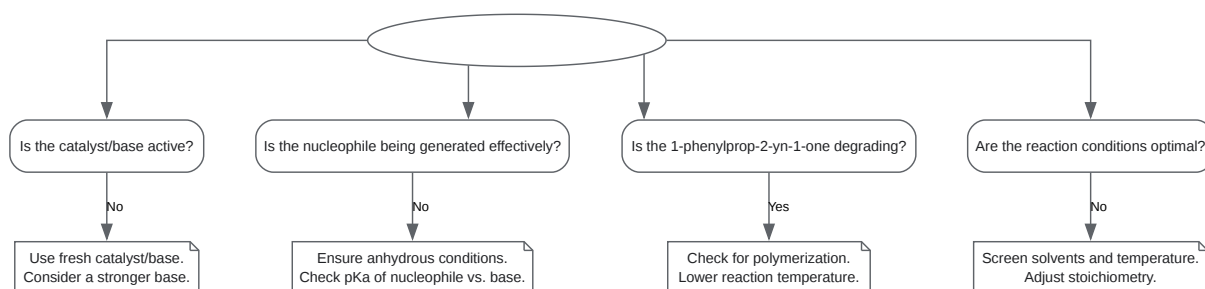 Is the catalyst/base active?
Is the nucleophile being generated effectively?
Is the 1-phenylprop-2-yn-1-one degrading?
Are the reaction conditions optimal?
No
No
Yes
No
Use fresh catalyst/base.
Consider a stronger base.
Ensure anhydrous conditions.
Check pKa of nucleophile vs. base.
Check for polymerization.
Lower reaction temperature.
Screen solvents and temperature.
Adjust stoichiometry.